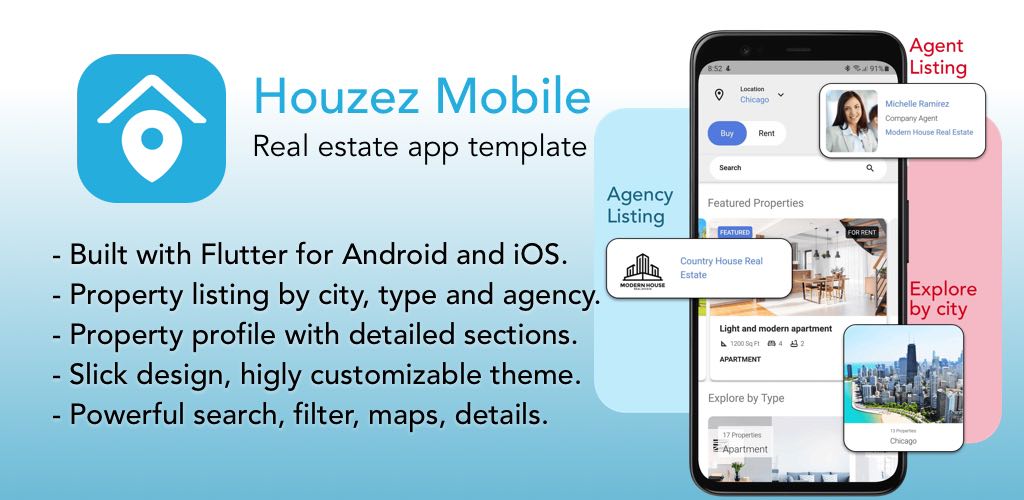 Houzez Mobile
Real estate app template
- Built with Flutter for Android and iOS.
- Property listing by city, type and agency.
- Property profile with detailed sections.
- Slick design, higly customizable theme.
- Powerful search, filter, maps, details.
Agency
Listing
MODERN HOUSE
REAL ESTATE
Country House Real
Estate
8:52
91%
Location
Chicago
Buy
Rent
Search
Featured Properties
FEATURED
FOR RENT
Light and modern apartment
1200 Sq Ft
4
2
APARTMENT
Explore by Type
17 Properties
Apartment
Agent
Listing
Michelle Ramirez
Company Agent
Modern House Real Estate
Explore
by city
13 Properties
Chicago